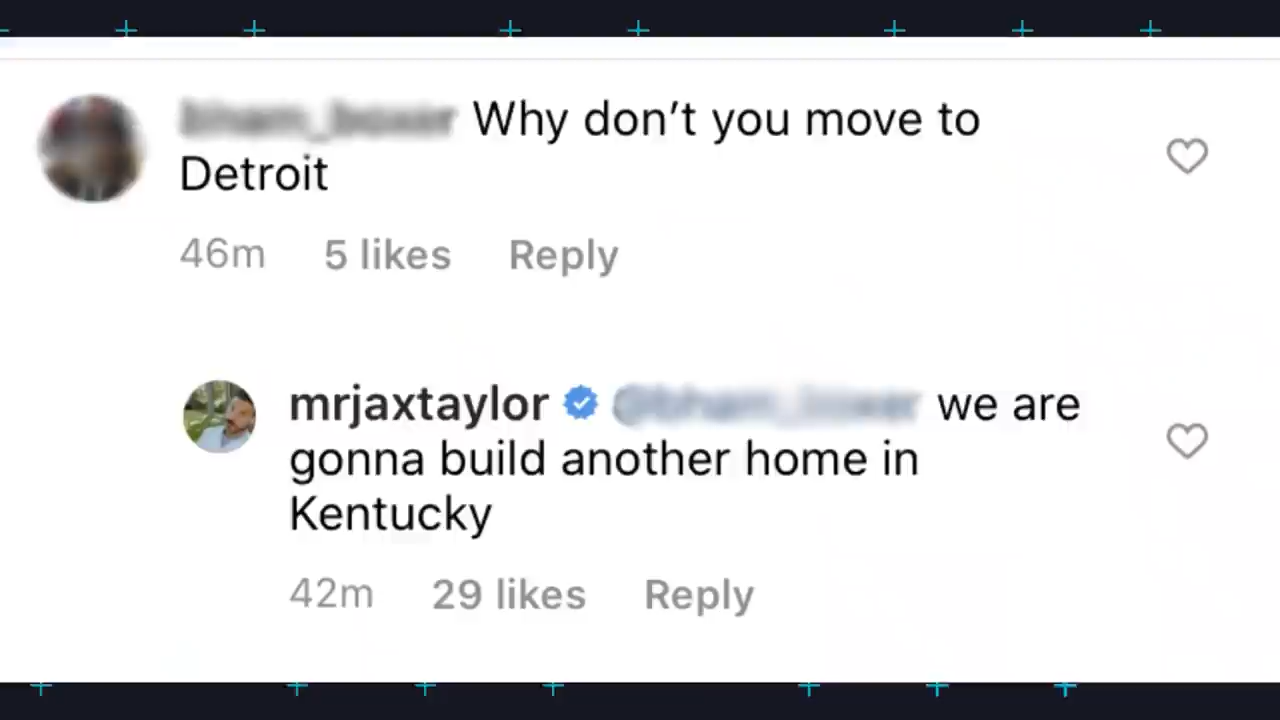 Why don’t you move to
Detroit
46m 5 likes Reply
mrjaxtaylor we are
gonna build another home in
Kentucky
42m 29 likes Reply